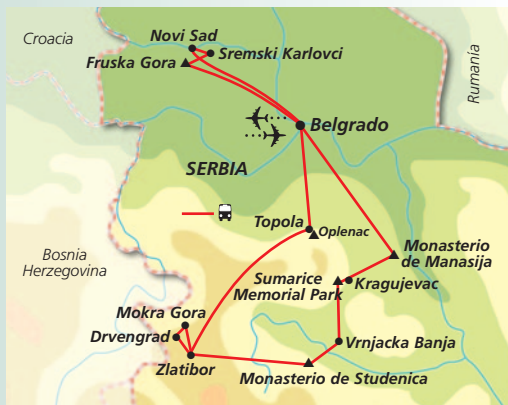 Croacia
Novi Sad
Sremski Karlovci
Fruska Gora
Rumanía
Belgrado
SERBIA
Topola
Oplenac
Bosnia
Herzegovina
Monasterio
de Manasija
Sumarice
Memorial Park
Kragujevac
Mokra Gora
Drvengrad
Vrnjacka Banja
Zlatibor
Monasterio de Studenica